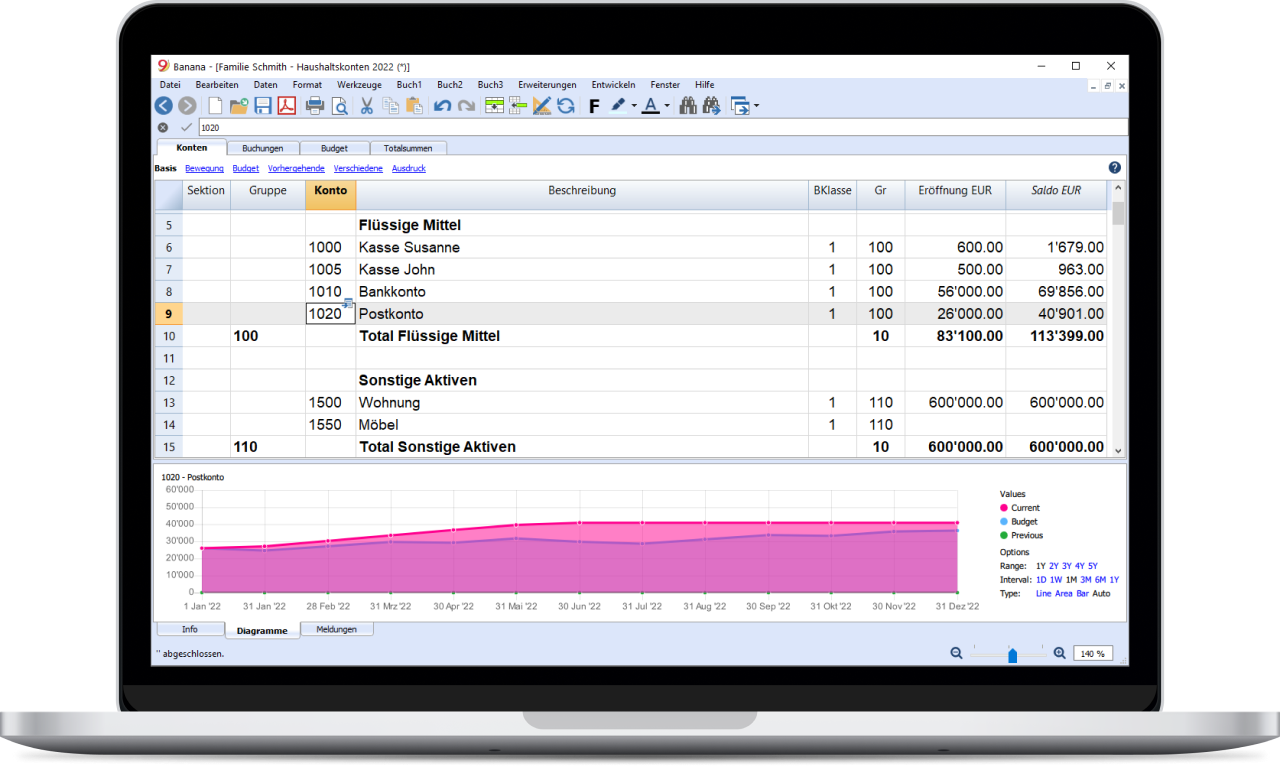 Banana - [Familie Schmith - Haushaltskonten 2022 (*)]
Datei Bearbeiten Daten Format Werkzeuge Buch1 Buch2 Buch3 Erweiterungen Entwickeln Fenster Hilfe
F A
1020
Konten Buchungen Budget Totalsummen
Basis Bewegung Budget Vorhergehende Verschiedene Ausdruck
Sektion Gruppe Konto Beschreibung BKlasse Gr Eröffnung EUR Saldo EUR
5 Flüssige Mittel
6 1000 Kasse Susanne 1 100 600.00 1'679.00
7 1005 Kasse John 1 100 500.00 963.00
8 1010 Bankkonto 1 100 56'000.00 69'856.00
9 1020 Postkonto 1 100 26'000.00 40'901.00
10 100 Total Flüssige Mittel 10 83'100.00 113'399.00
11
12 Sonstige Aktiven
13 1500 Wohnung 1 110 600'000.00 600'000.00
14 1550 Möbel 1 110
15 110 Total Sonstige Aktiven 10 600'000.00 600'000.00
1020 - Postkonto
60'000
50'000
40'000
30'000
20'000
10'000
0
1 Jan '22 31 Jan '22 28 Feb '22 31 Mrz '22 30 Apr '22 31 Mai '22 30 Jun '22 31 Jul '22 31 Aug '22 30 Sep '22 31 Okt '22 30 Nov '22 31 Dez '22
Values
Current
Budget
Previous
Options
Range: 1Y 2Y 3Y 4Y 5Y
Interval: 1D 1W 1M 3M 6M 1Y
Type: Line Area Bar Auto
Info Diagramme Meldungen
'' abgeschlossen.
140 %